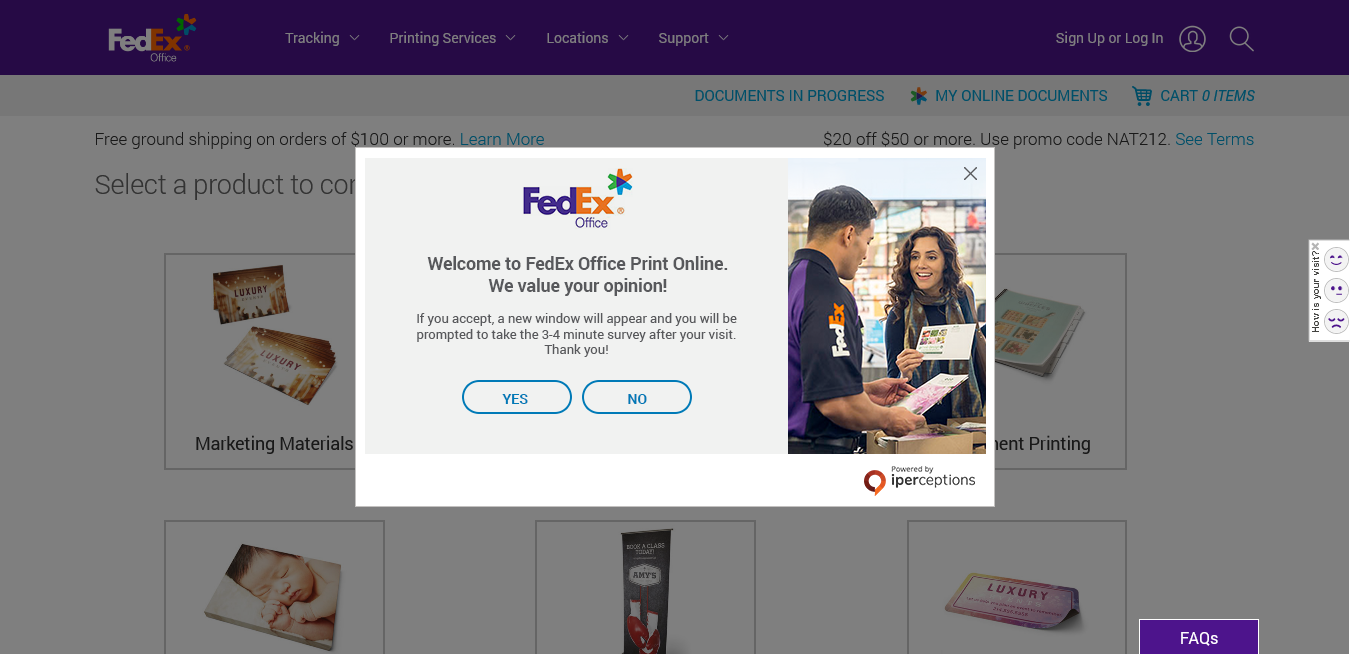 FedEx
Office
Tracking
Printing Services
Locations
Support
Sign Up or Log In
DOCUMENTS IN PROGRESS
MY ONLINE DOCUMENTS
CART 0 ITEMS
Free ground shipping on orders of $100 or more. Learn More
$20 off $50 or more. Use promo code NAT212. See Terms
Select a product to
FedEx
Office
Welcome to FedEx Office Print Online.
We value your opinion!
If you accept, a new window will appear and you will be
prompted to take the 3-4 minute survey after your visit.
Thank you!
YES
NO
FedEx
Powered by
iperceptions
How is your visit?
LUXURY
LUXURY
Marketing Materials
Printing
BOOK A CLASS
TODAY!
AMY'S
LUXURY
FAQs